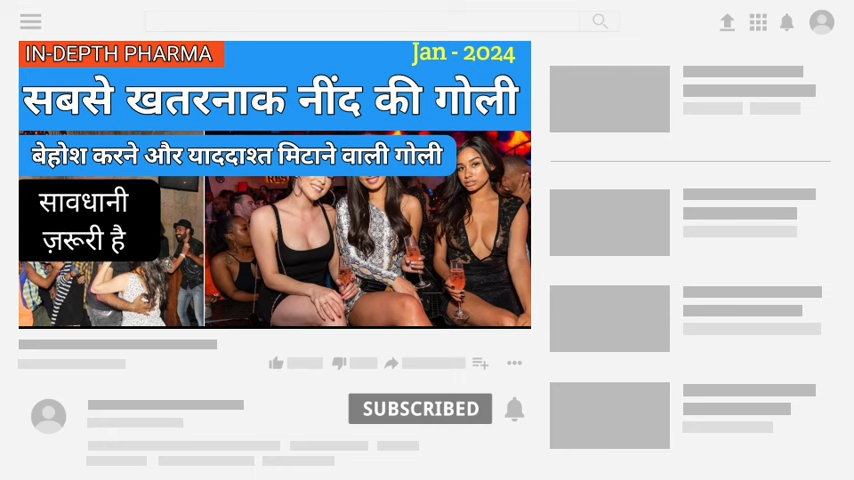 IN-DEPTH PHARMA
Jan - 2024
सबसे खतरनाक नींद की गोली
बेहोश करने और याददाश्त मिटाने वाली गोली
सावधानी
ज़रूरी है
SUBSCRIBED